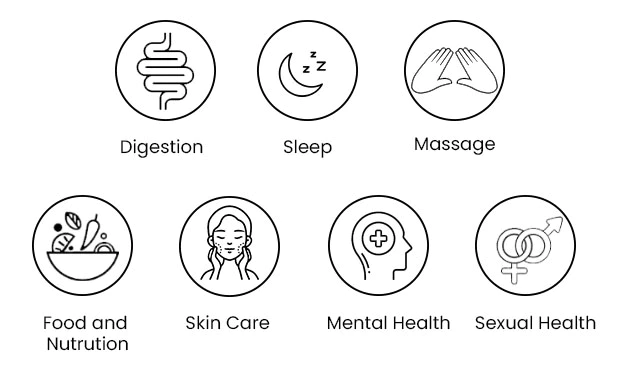 z
z Z
Digestion
Sleep
Massage
Food and
Nutrution
Skin Care
Mental Health
Sexual Health